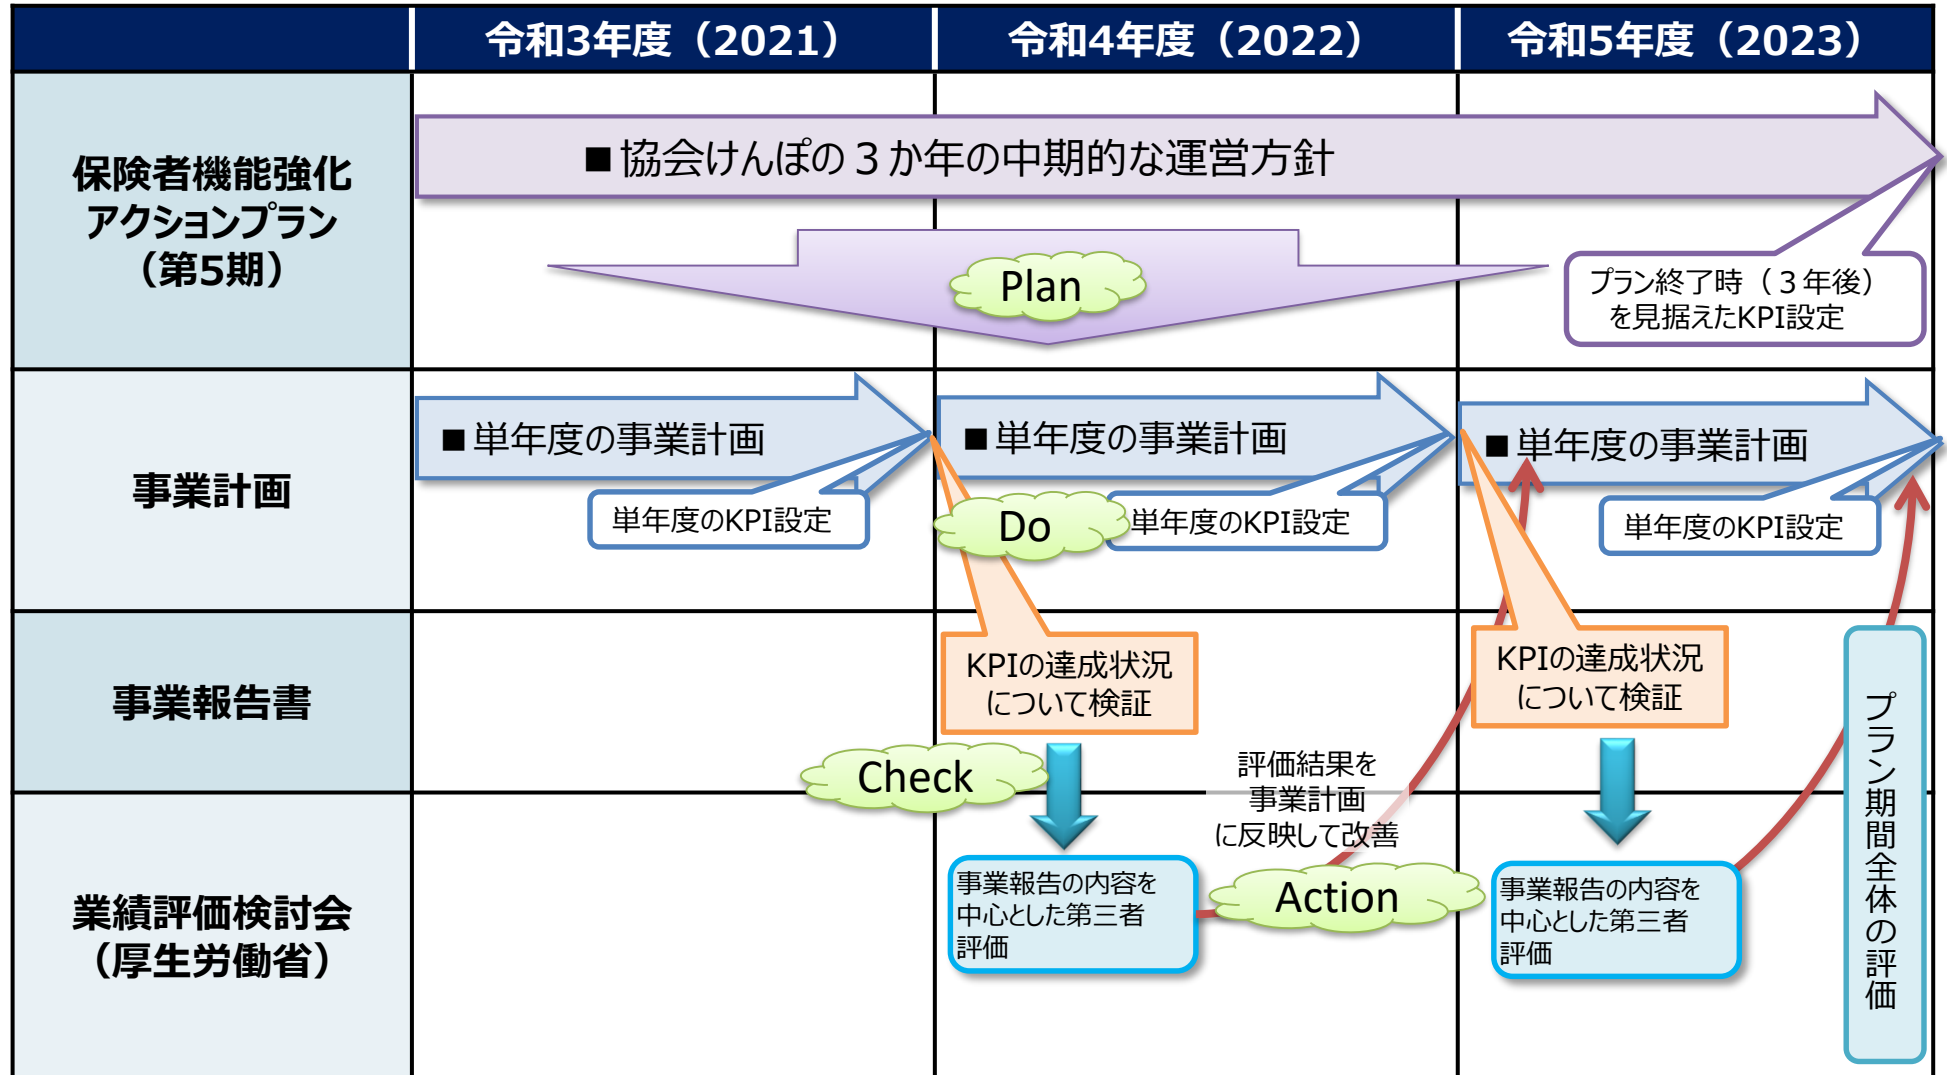 令和3年度（2021）
令和4年度（2022）
令和5年度（2023）
保険者機能強化
アクションプラン
（第5期）
■協会けんぽの３か年の中期的な運営方針
Plan
プラン終了時（３年後）
を見据えたKPI設定
事業計画
■単年度の事業計画
単年度のKPI設定
■単年度の事業計画
Do
単年度のKPI設定
■単年度の事業計画
単年度のKPI設定
事業報告書
KPIの達成状況
について検証
KPIの達成状況
について検証
Check
評価結果を
事業計画
に反映して改善
Action
プラン期間全体の評価
業績評価検討会
（厚生労働省）
事業報告の内容を
中心とした第三者
評価
事業報告の内容を
中心とした第三者
評価